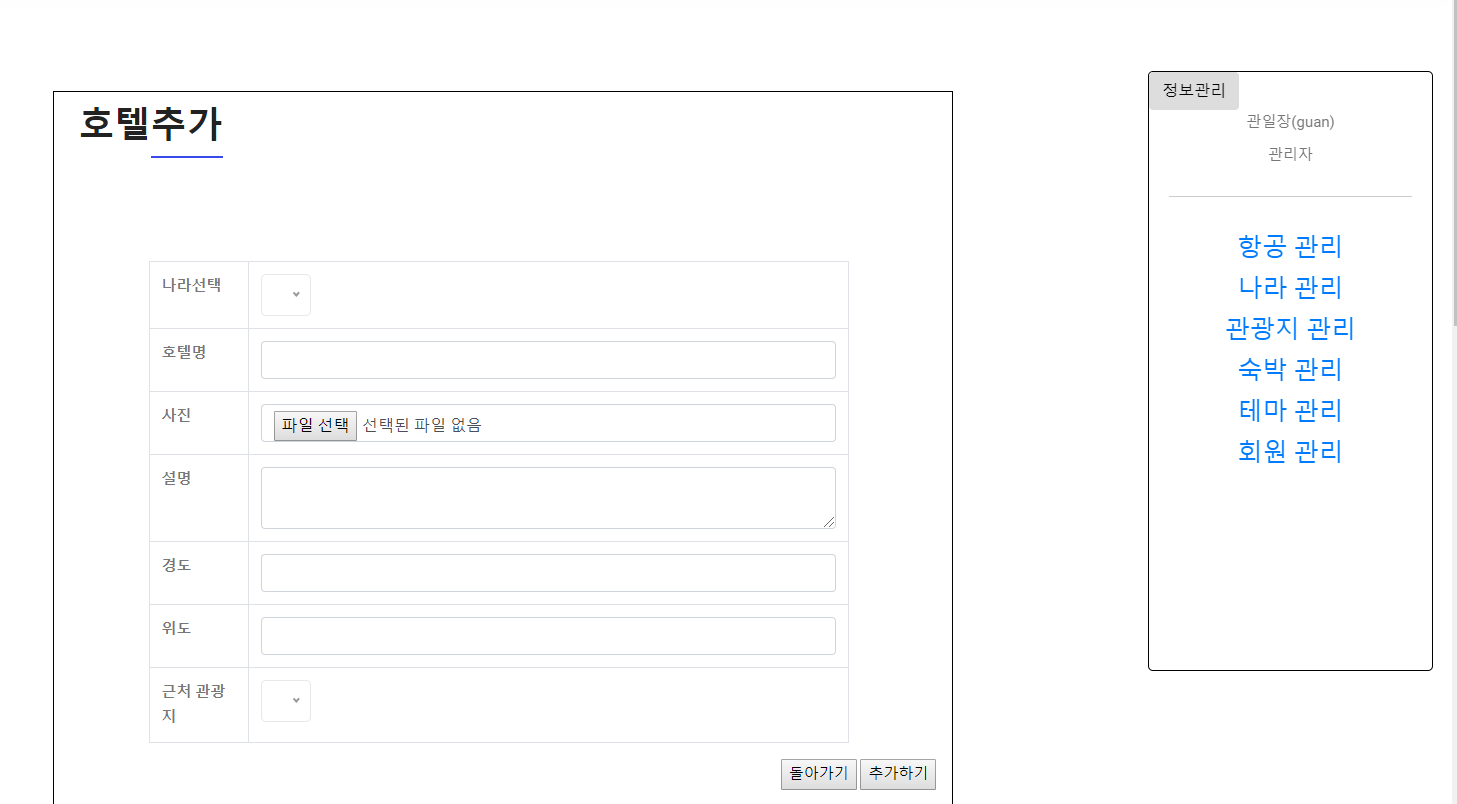 호텔추가
나라선택
호텔명
사진
파일 선택 선택된 파일 없음
설명
경도
위도
근처 관광
지
돌아가기 추가하기
정보관리
관일장(guan)
관리자
항공 관리
나라 관리
관광지 관리
숙박 관리
테마 관리
회원 관리